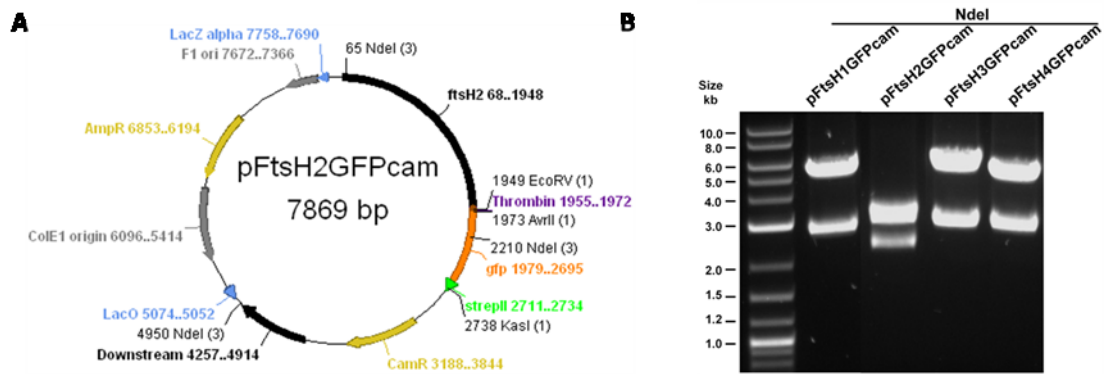 A
LacZ alpha 7758..7690
F1 ori 7672..7366
65 NdeI (3)
ftsH2 68..1948
AmpR 6853..6194
pFtsH2GFPcam
7869 bp
1949 EcoRV (1)
Thrombin 1955..1972
1973 AvrII (1)
2210 NdeI (3)
gfp 1979..2695
ColE1 origin 6096..5414
strepII 2711..2734
2738 KasI (1)
LacO 5074..5052
4950 NdeI (3)
Downstream 4257..4914
CamR 3188..3844
B
NdeI
pFtsH1GFPcam
pFtsH2GFPcam
pFtsH3GFPcam
pFtsH4GFPcam
Size
kb
10.0
8.0
6.0
5.0
4.0
3.0
2.0
1.5
1.2
1.0